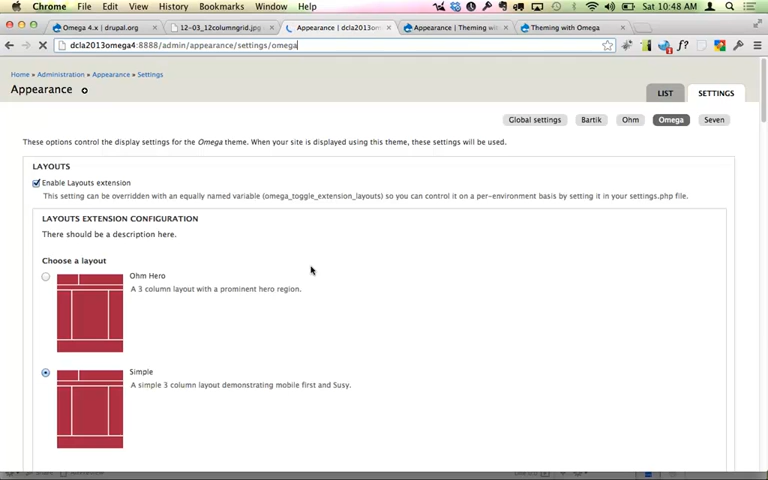 Chrome File Edit View History Bookmarks Window Help Sat 10:48 AM
Omega 4.x | drupal.org 12-03_12columngrid.jpg Appearance | dcla2013om Appearance | Theming with Theming with Omega
dcla2013omega4:8888/admin/appearance/settings/omega
Home » Administration » Appearance » Settings
Appearance
LIST SETTINGS
Global settings Bartik Ohm Omega Seven
These options control the display settings for the Omega theme. When your site is displayed using this theme, these settings will be used.
LAYOUTS
Enable Layouts extension
This setting can be overridden with an equally named variable (omega_toggle_extension_layouts) so you can control it on a per-environment basis by setting it in your settings.php file.
LAYOUTS EXTENSION CONFIGURATION
There should be a description here.
Choose a layout
Ohm Hero
A 3 column layout with a prominent hero region.
Simple
A simple 3 column layout demonstrating mobile first and Susy.